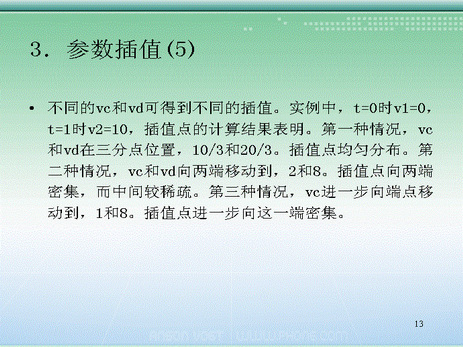 3. 参数插值(5)
• 不同的vc和vd可得到不同的插值。实例中，t=0时v1=0,
t=1时v2=10，插值点的计算结果表明。第一种情况，vc
和vd在三分点位置，10/3和20/3。插值点均匀分布。第
二种情况，vc和vd向两端移动到，2和8。插值点向两端
密集，而中间较稀疏。第三种情况，vc进一步向端点移
动到，1和8。插值点进一步向这一端密集。
13